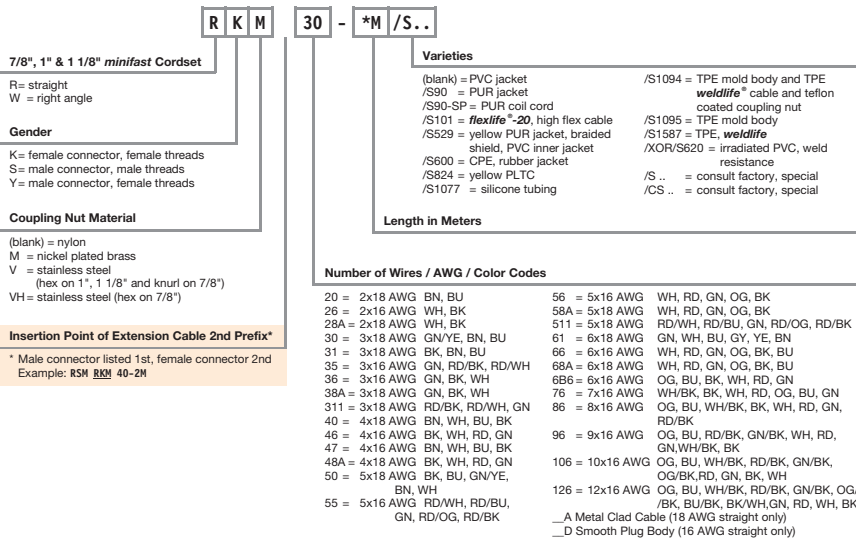 R K M 30 - *M /S..
7/8", 1" & 1 1/8" minifast Cordset
R= straight
W = right angle
Gender
K= female connector, female threads
S= male connector, male threads
Y= male connector, female threads
Coupling Nut Material
(blank) = nylon
M = nickel plated brass
V = stainless steel
(hex on 1", 1 1/8" and knurl on 7/8")
VH = stainless steel (hex on 7/8")
Insertion Point of Extension Cable 2nd Prefix*
* Male connector listed 1st, female connector 2nd
Example: RSM RKM 40-2M
Varieties
(blank) = PVC jacket
/S90 = PUR jacket
/S90-SP = PUR coil cord
/S101 = flexlife®-20, high flex cable
/S529 = yellow PUR jacket, braided
shield, PVC inner jacket
/S600 = CPE, rubber jacket
/S824 = yellow PLTC
/S1077 = silicone tubing
/S1094 = TPE mold body and TPE
weldlife® cable and teflon
coated coupling nut
/S1095 = TPE mold body
/S1587 = TPE, weldlife
/XOR/S620 = irradiated PVC, weld
resistance
/S .. = consult factory, special
/CS .. = consult factory, special
Length in Meters
Number of Wires / AWG / Color Codes
20 = 2x18 AWG BN, BU
26 = 2x16 AWG WH, BK
28A = 2x18 AWG WH, BK
30 = 3x18 AWG GN/YE, BN, BU
31 = 3x18 AWG BK, BN, BU
35 = 3x16 AWG GN, RD/BK, RD/WH
36 = 3x16 AWG GN, BK, WH
38A = 3x18 AWG GN, BK, WH
311 = 3x18 AWG RD/BK, RD/WH, GN
40 = 4x18 AWG BN, WH, BU, BK
46 = 4x16 AWG BK, WH, RD, GN
47 = 4x16 AWG BN, WH, BU, BK
48A = 4x18 AWG BK, WH, RD, GN
50 = 5x18 AWG BK, BU, GN/YE,
BN, WH
55 = 5x16 AWG RD/WH, RD/BU,
GN, RD/OG, RD/BK
56 = 5x16 AWG WH, RD, GN, OG, BK
58A = 5x18 AWG WH, RD, GN, OG, BK
511 = 5x18 AWG RD/WH, RD/BU, GN, RD/OG, RD/BK
61 = 6x18 AWG GN, WH, BU, GY, YE, BN
66 = 6x16 AWG WH, RD, GN, OG, BK, BU
68A = 6x18 AWG WH, RD, GN, OG, BK, BU
6B6 = 6x16 AWG OG, BU, BK, WH, RD, GN
76 = 7x16 AWG WH/BK, BK, WH, RD, OG, BU, GN
86 = 8x16 AWG OG, BU, WH/BK, BK, WH, RD, GN,
RD/BK
96 = 9x16 AWG OG, BU, RD/BK, GN/BK, WH, RD,
GN,WH/BK, BK
106 = 10x16 AWG OG, BU, WH/BK, RD/BK, GN/BK,
OG/BK,RD, GN, BK, WH
126 = 12x16 AWG OG, BU, WH/BK, RD/BK, GN/BK, OG/
/BK, BU/BK, BK/WH,GN, RD, WH, BK
__A Metal Clad Cable (18 AWG straight only)
__D Smooth Plug Body (16 AWG straight only)